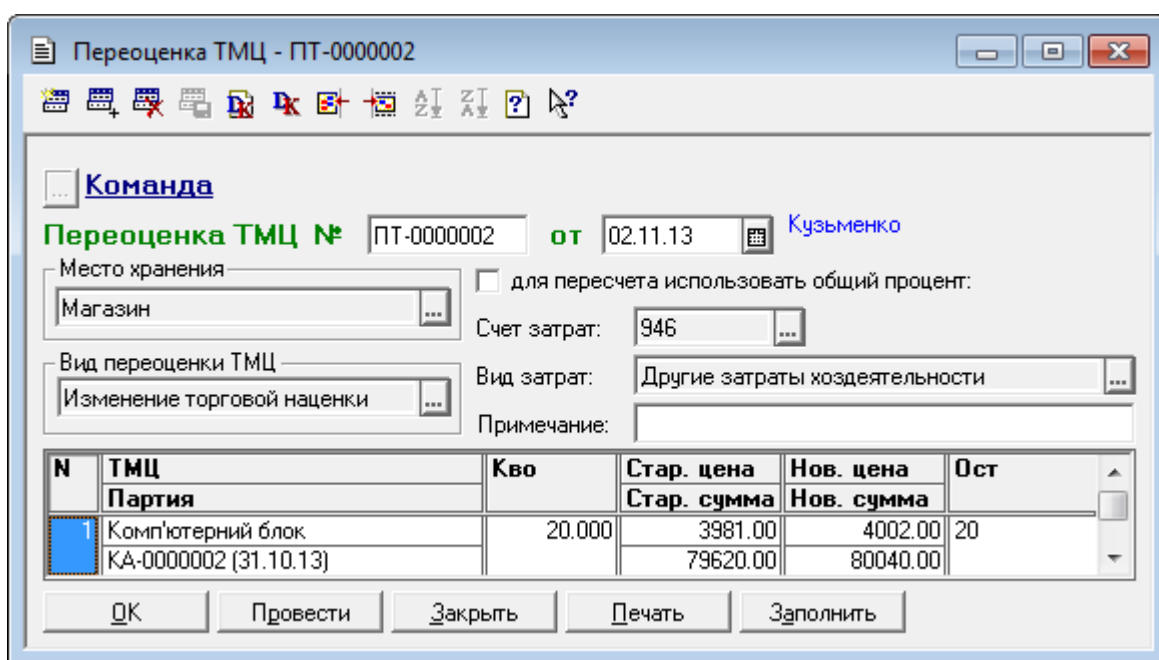 Переоценка ТМЦ - ПТ-0000002
Команда
Переоценка ТМЦ № ПТ-0000002 от 02.11.13 Кузьменко
Место хранения
Магазин
для пересчета использовать общий процент:
Счет затрат: 946
Вид переоценки ТМЦ
Изменение торговой наценки
Вид затрат: Другие затраты хоздеятельности
Примечание:
N ТМЦ Кво Стар. цена Нов. цена Ост
Партия Стар. сумма Нов. сумма
1 Комп'ютерний блок 20.000 3981.00 4002.00 20
КА-0000002 (31.10.13) 79620.00 80040.00
OK Провести Закрыть Печать Заполнить